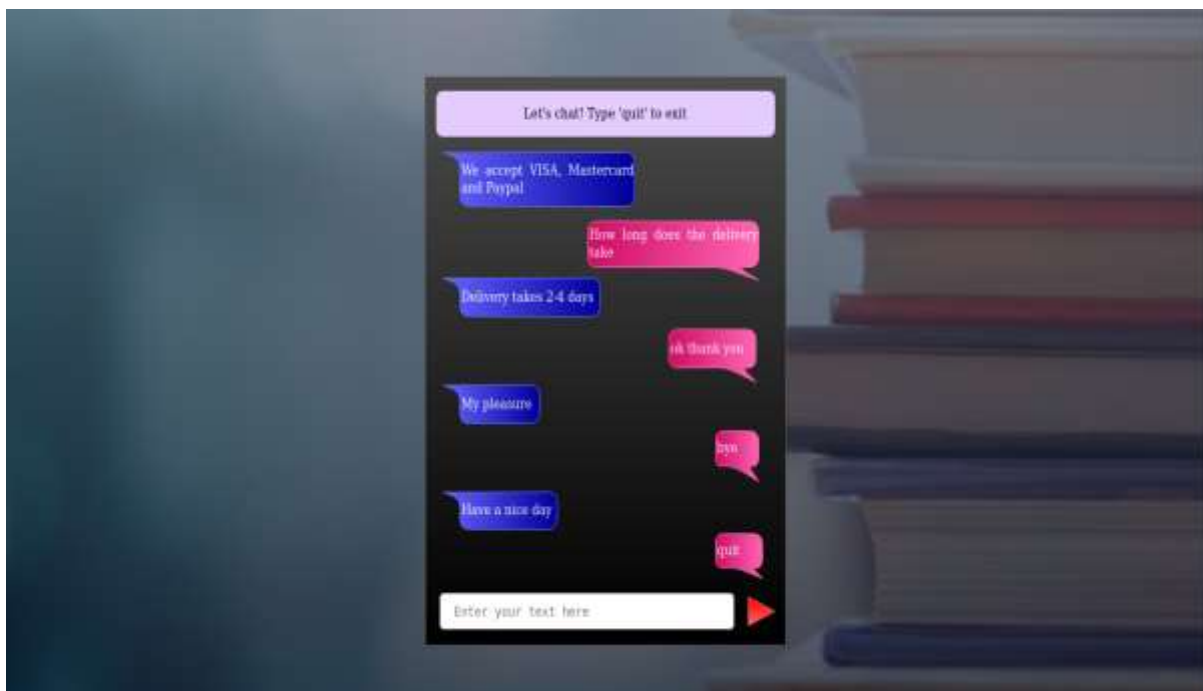 Let's chat! Type 'quit' to exit
We accept VISA, Mastercard
and Paypal
How long does the delivery
take
Delivery takes 2-4 days
ok thank you
My pleasure
bye
Have a nice day
quit
Enter your text here